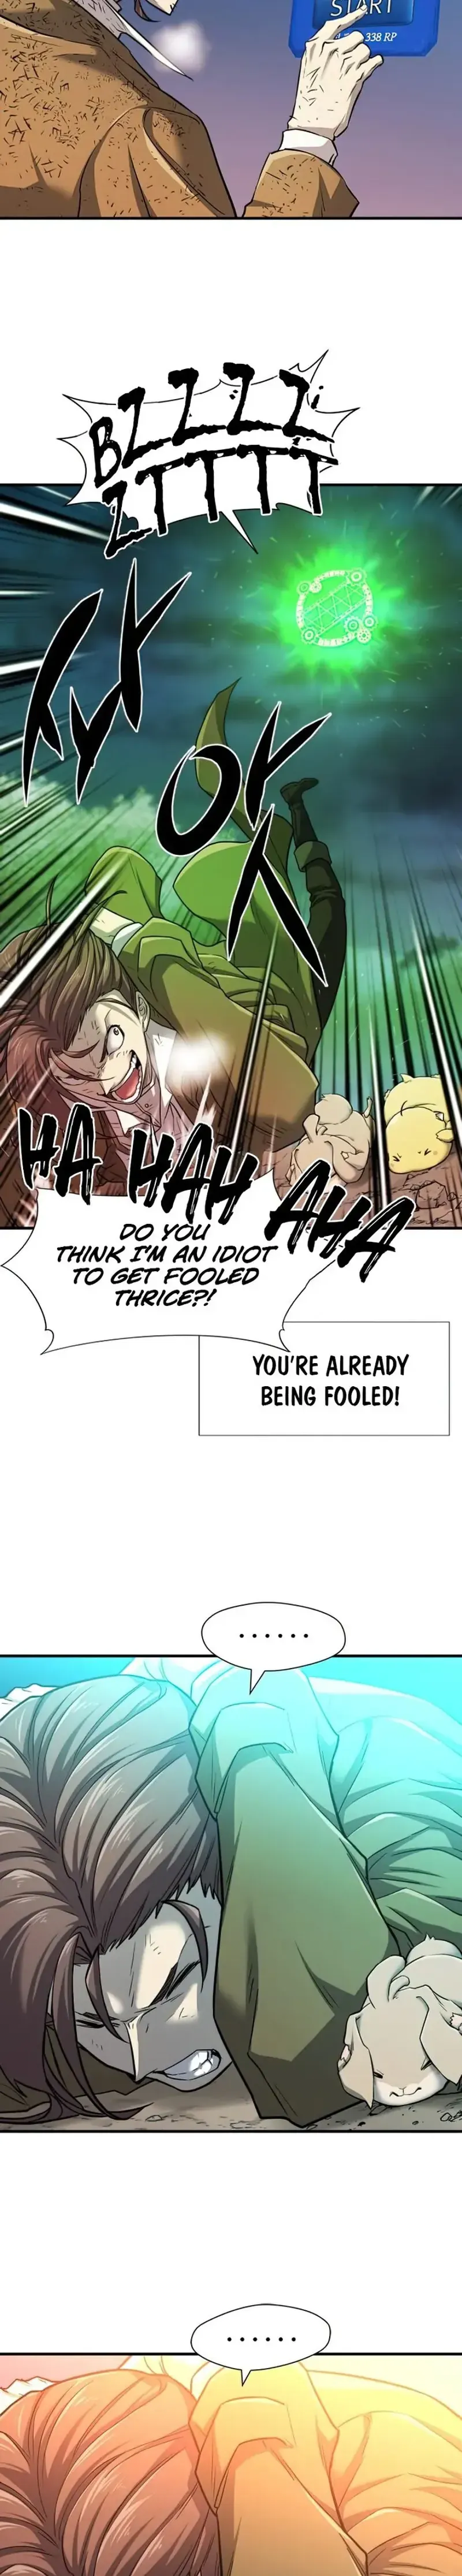 START
338 RP
BZZZZ
ZTTTT
HA HAH AHA
DO YOU
THINK I'M AN IDIOT
TO GET FOOLED
THRICE?!
YOU'RE ALREADY
BEING FOOLED!
......
......